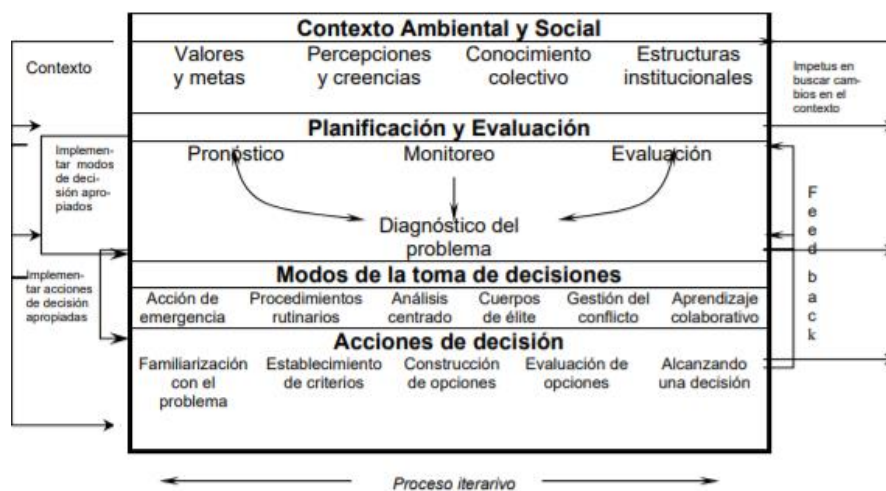 Contexto Ambiental y Social
Contexto
Valores
y metas
Percepciones
y creencias
Conocimiento
colectivo
Estructuras
institucionales
Impetus en
buscar cam-
bios en el
contexto
Planificación y Evaluación
Implemen-
tar modos
de deci-
sión apro-
piados
Pronóstico
Monitoreo
Evaluación
Diagnóstico del
problema
Feed back
Modos de la toma de decisiones
Implemen-
tar acciones
de decisión
apropiadas
Acción de
emergencia
Procedimientos
rutinarios
Análisis
centrado
Cuerpos
de élite
Gestión del
conflicto
Aprendizaje
colaborativo
Acciones de decisión
Familiarización
con el
problema
Establecimiento
de criterios
Construcción
de opciones
Evaluación de
opciones
Alcanzando
una decisión
Proceso iterarivo